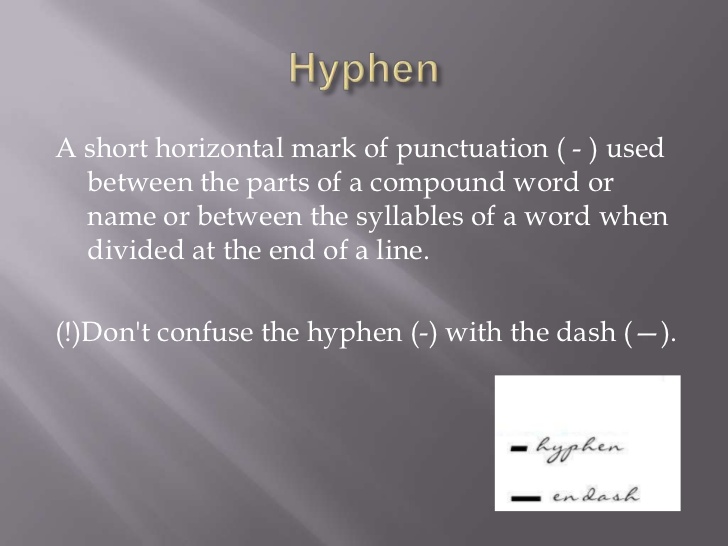 Hyphen
A short horizontal mark of punctuation ( - ) used
between the parts of a compound word or
name or between the syllables of a word when
divided at the end of a line.
(!)Don't confuse the hyphen (-) with the dash (—).
- hyphen
– en dash